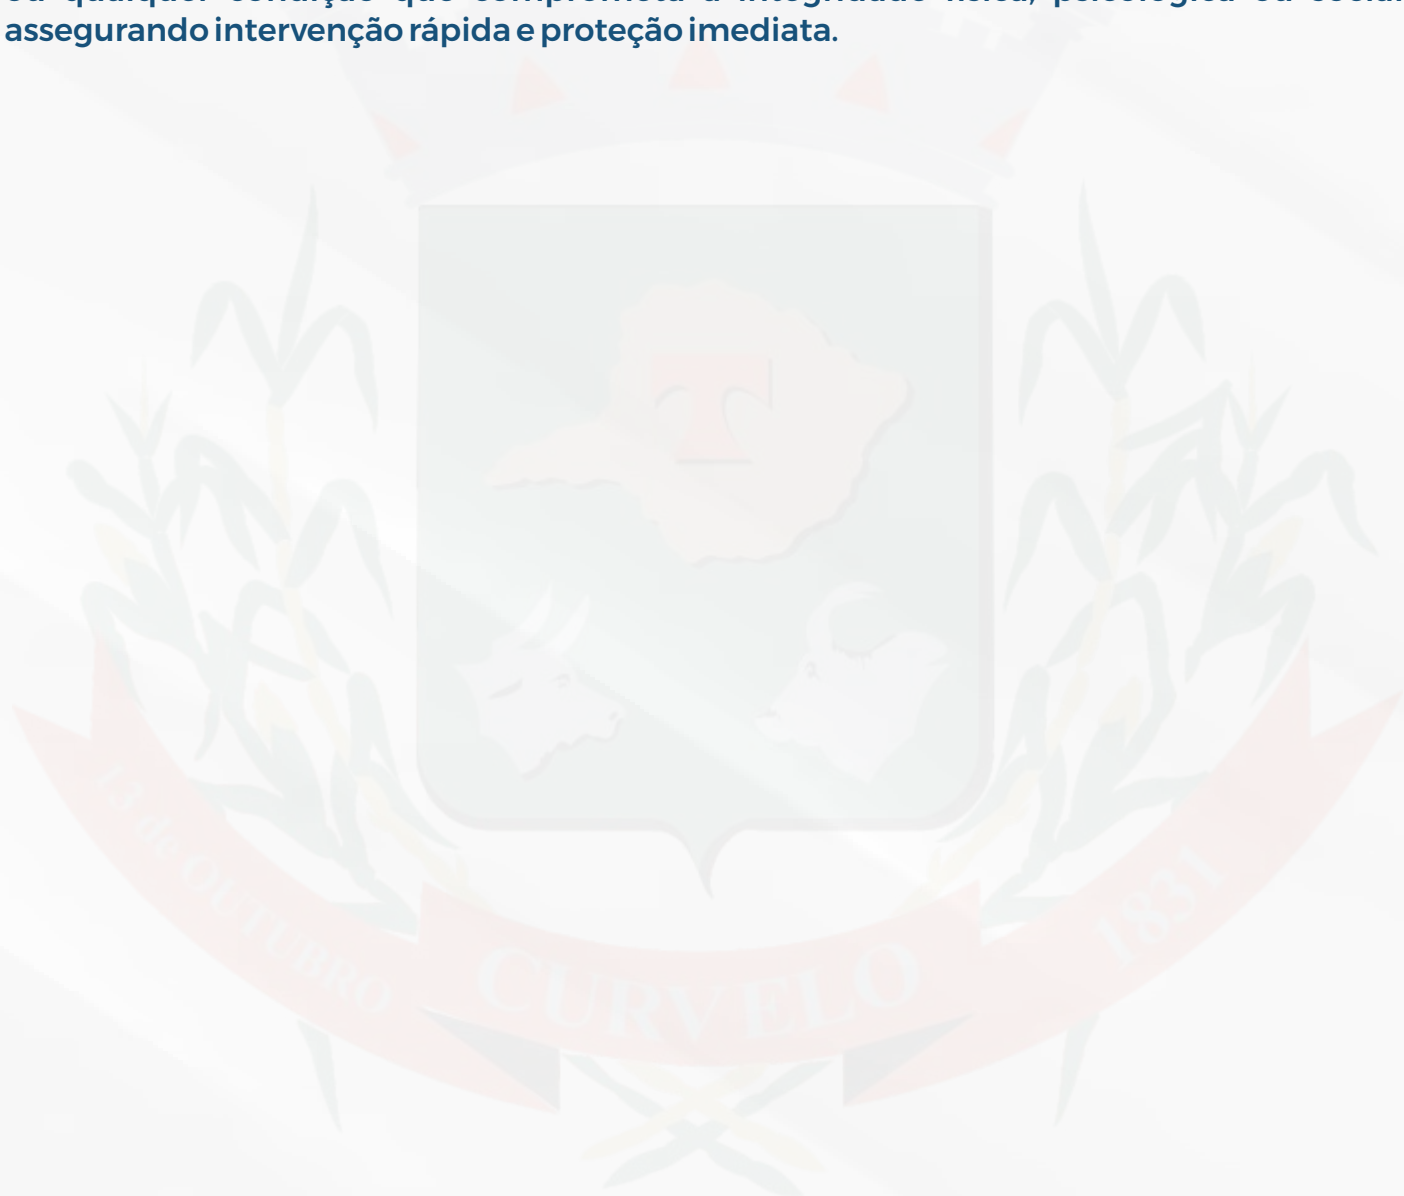 ou qualquer condição que comprometa a integridade física, psicológica ou social
assegurando intervenção rápida e proteção imediata.
13 de OUTUBRO
CURVELO
1831